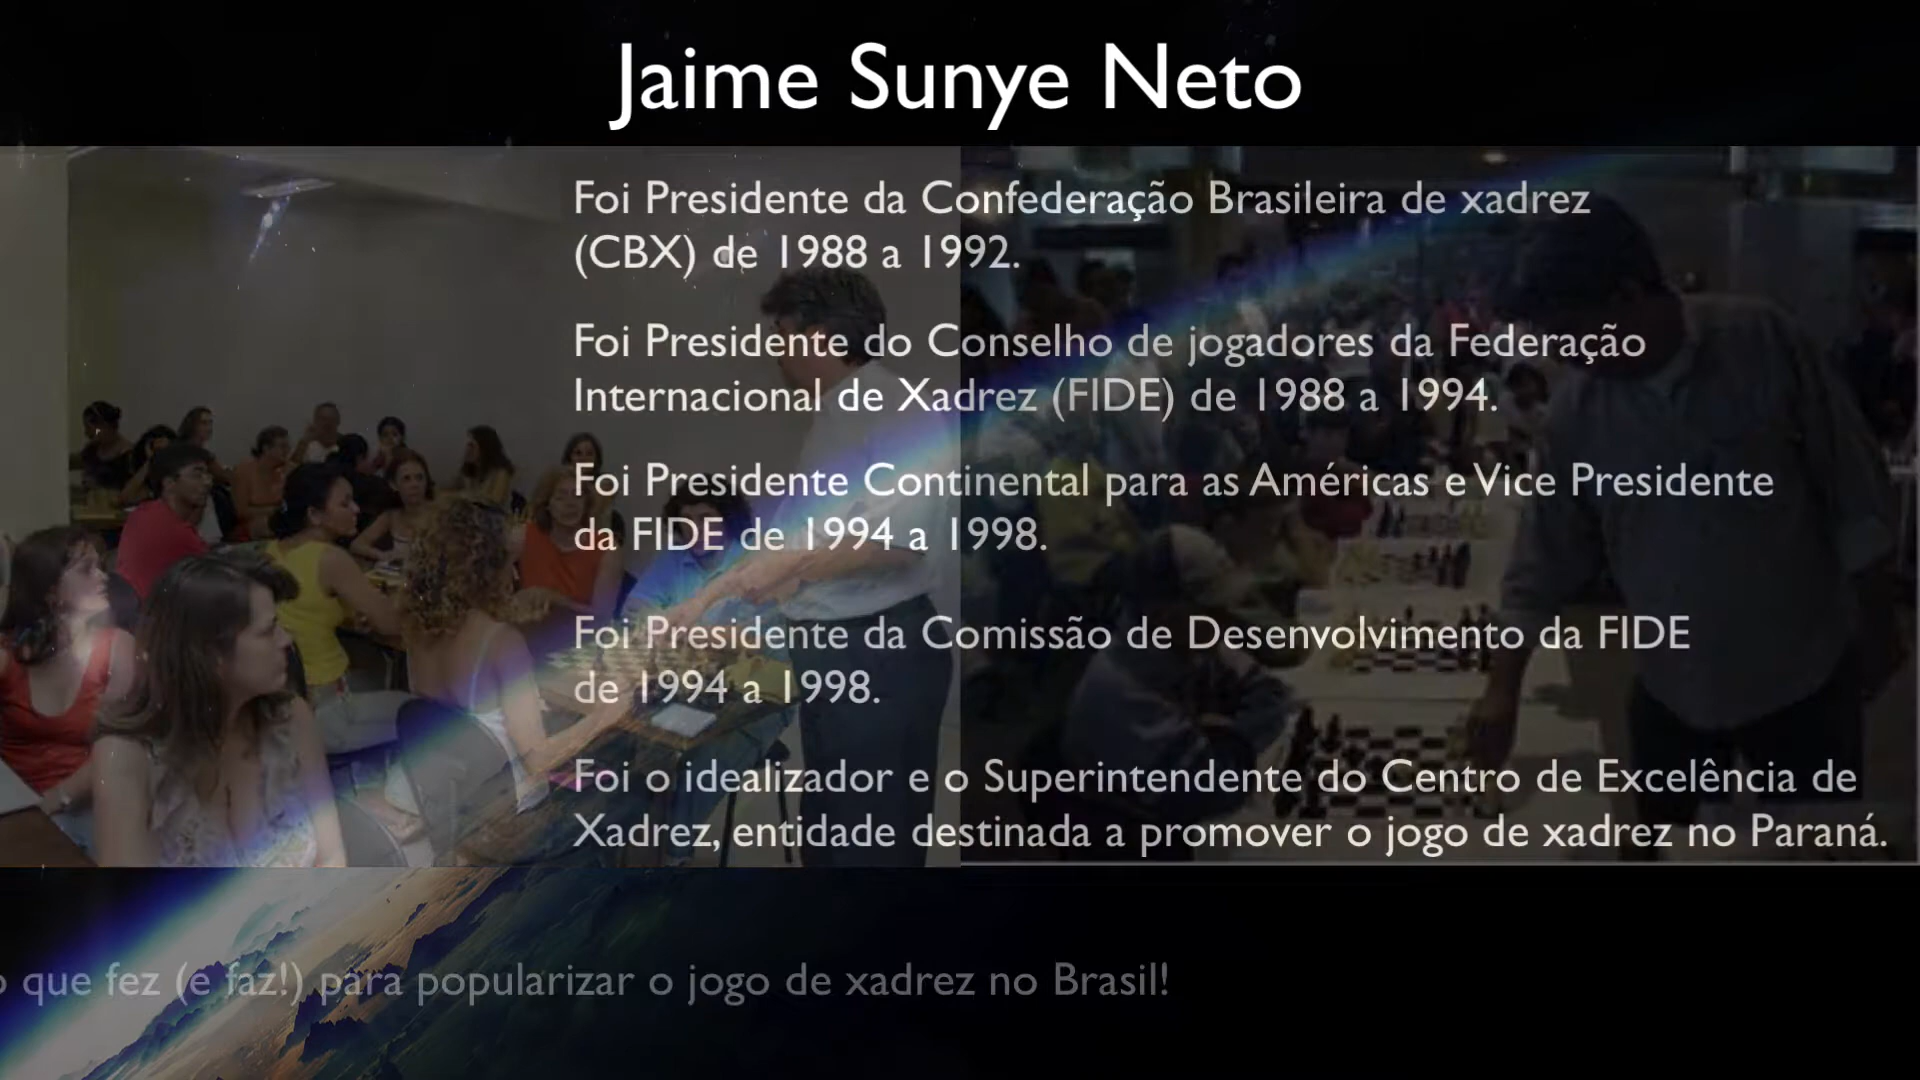 Jaime Sunye Neto
Foi Presidente da Confederação Brasileira de xadrez
(CBX) de 1988 a 1992.
Foi Presidente do Conselho de jogadores da Federação
Internacional de Xadrez (FIDE) de 1988 a 1994.
Foi Presidente Continental para as Américas e Vice Presidente
da FIDE de 1994 a 1998.
Foi Presidente da Comissão de Desenvolvimento da FIDE
de 1994 a 1998.
Foi o idealizador e o Superintendente do Centro de Excelência de
Xadrez, entidade destinada a promover o jogo de xadrez no Paraná.
o que fez (e faz!) para popularizar o jogo de xadrez no Brasil!